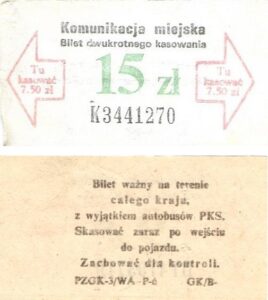 Komunikacja miejska
Bilet dwukrotnego kasowania
Tu
kasować
7.50 zł
15 zł
Tu
kasować
7.50 zł
K3441270
Bilet ważny na terenie
całego kraju,
z wyjątkiem autobusów PKS.
Skasować zaraz po wejściu
do pojazdu.
Zachować dla kontroli.
PZGK-3/WA-P-6 GK/B-